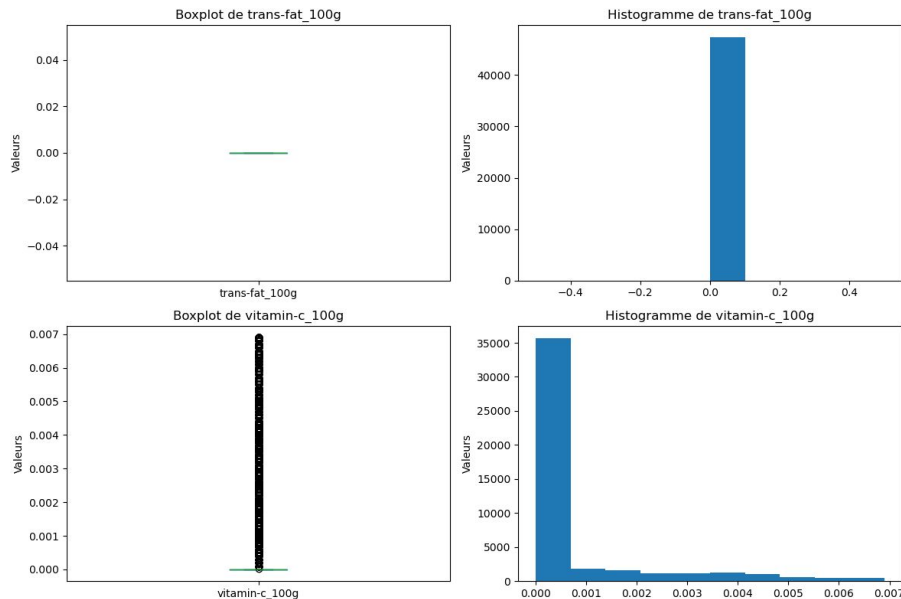 Boxplot de trans-fat_100g
0.04
0.02
0.00
−0.02
−0.04
Valeurs
trans-fat_100g
Histogramme de trans-fat_100g
40000
30000
20000
10000
0
Valeurs
−0.4 −0.2 0.0 0.2 0.4
Boxplot de vitamin-c_100g
0.007
0.006
0.005
0.004
0.003
0.002
0.001
0.000
Valeurs
vitamin-c_100g
Histogramme de vitamin-c_100g
35000
30000
25000
20000
15000
10000
5000
0
Valeurs
0.000 0.001 0.002 0.003 0.004 0.005 0.006 0.007